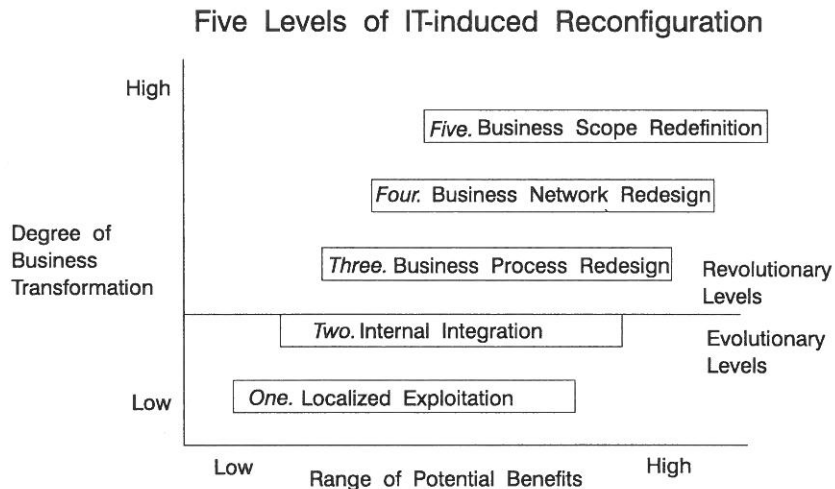 Five Levels of IT-induced Reconfiguration
High
Five. Business Scope Redefinition
Four. Business Network Redesign
Degree of
Business
Transformation
Three. Business Process Redesign
Revolutionary
Levels
Two. Internal Integration
Evolutionary
Levels
One. Localized Exploitation
Low
Low
Range of Potential Benefits
High